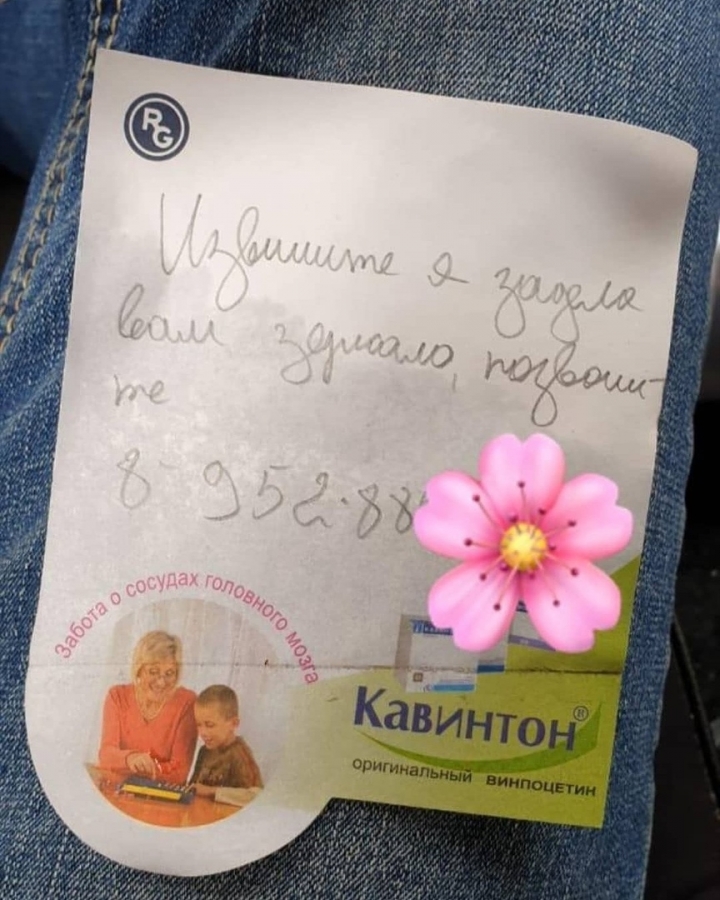 RG
Извините я задела
вам зеркало, позвони-
те
8-952-88
Забота о сосудах головного мозга
Кавинтон®
оригинальный винпоцетин